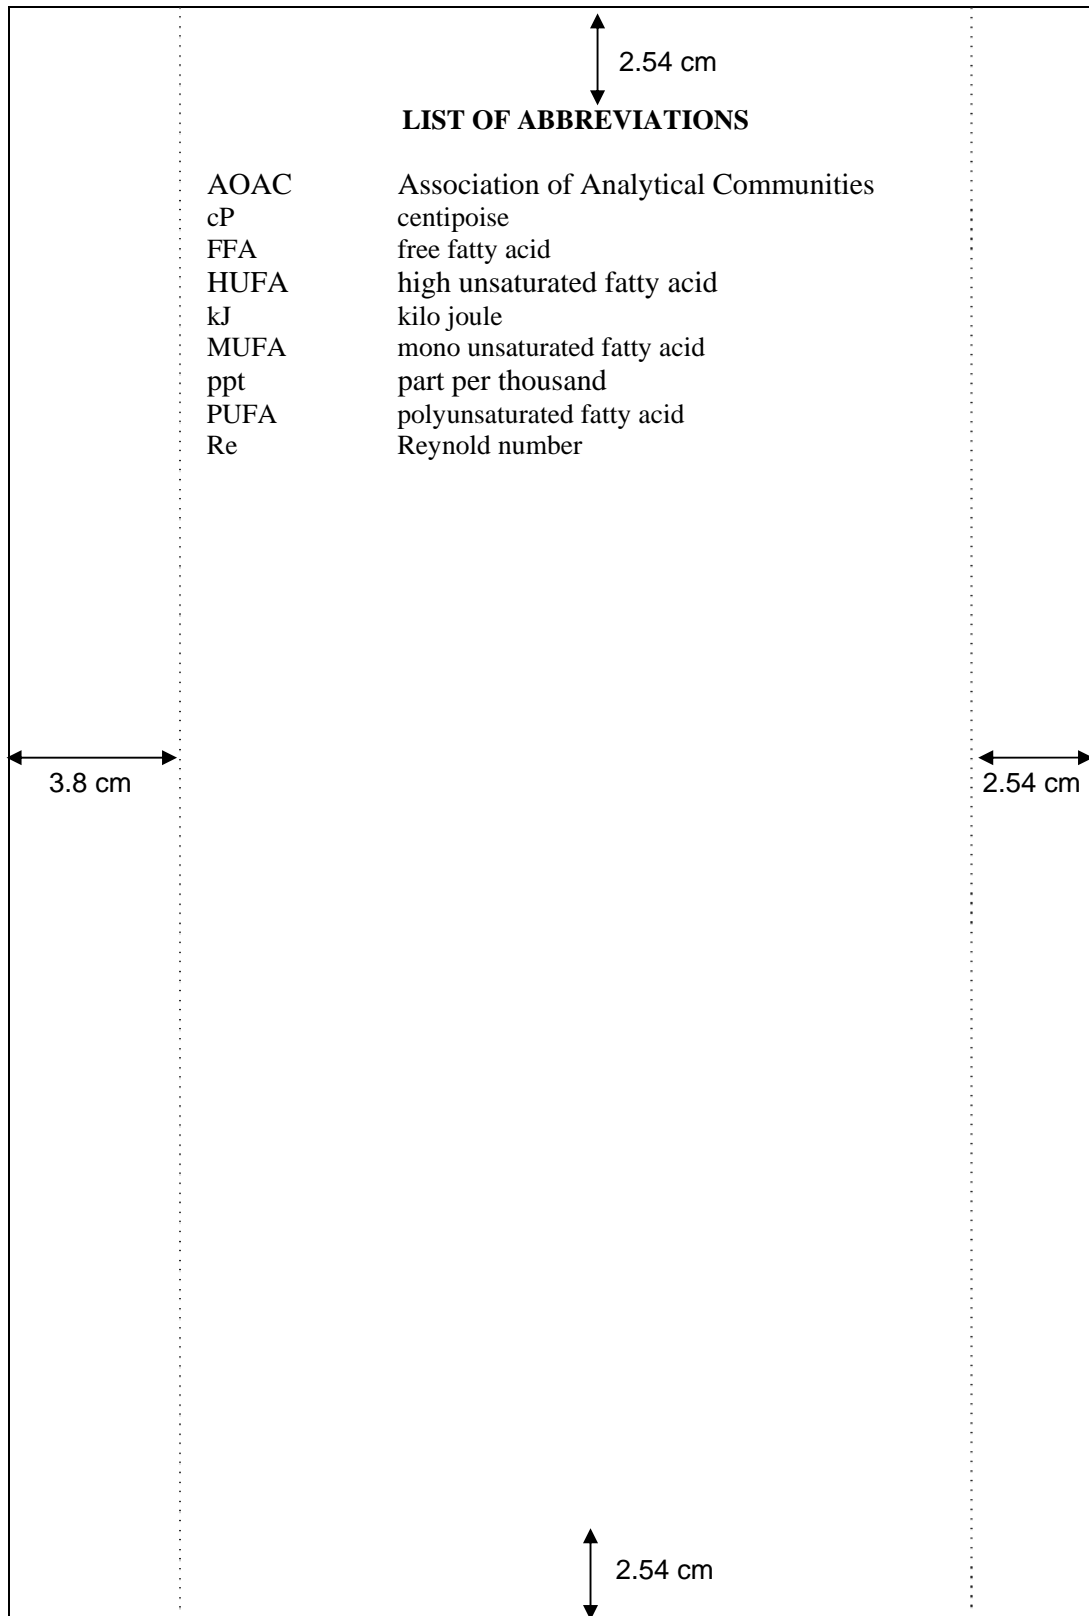 2.54 cm
LIST OF ABBREVIATIONS
AOAC Association of Analytical Communities
cP centipoise
FFA free fatty acid
HUFA high unsaturated fatty acid
kJ kilo joule
MUFA mono unsaturated fatty acid
ppt part per thousand
PUFA polyunsaturated fatty acid
Re Reynold number
3.8 cm 2.54 cm
2.54 cm